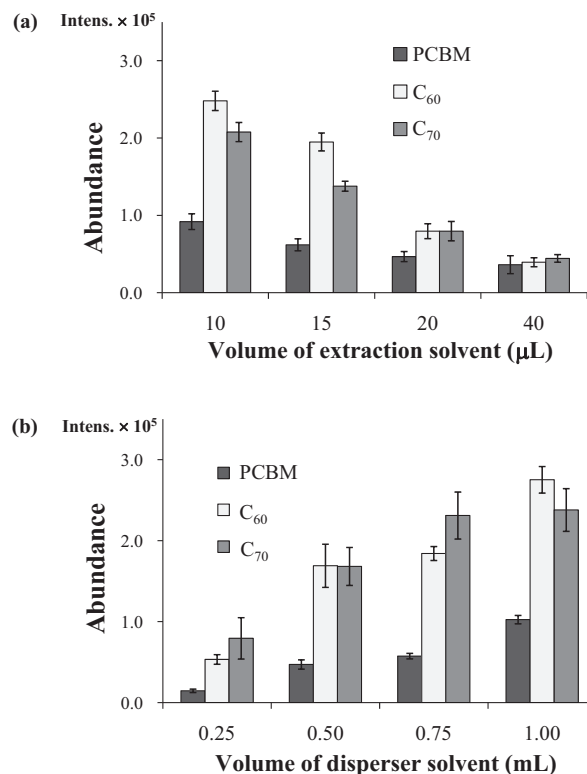 (a) Intens. × 10⁵
PCBM
C₆₀
C₇₀
3.0
2.0
1.0
0.0
Abundance
10 15 20 40
Volume of extraction solvent (μL)
(b) Intens. × 10⁵
PCBM
C₆₀
C₇₀
3.0
2.0
1.0
0.0
Abundance
0.25 0.50 0.75 1.00
Volume of disperser solvent (mL)